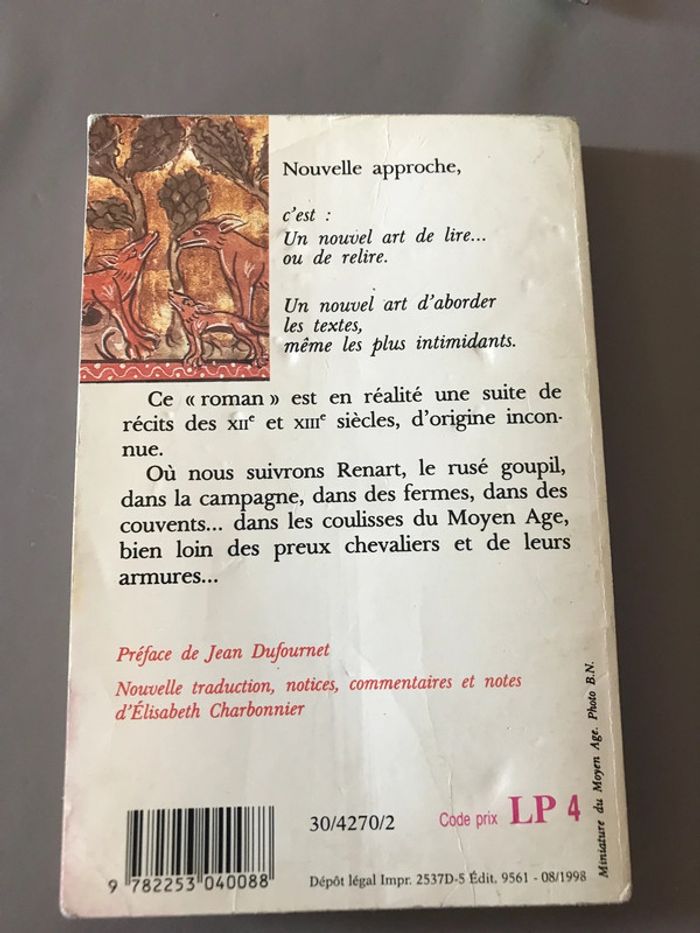 Nouvelle approche,
c'est :
Un nouvel art de lire...
ou de relire.
Un nouvel art d'aborder
les textes,
même les plus intimidants.
Ce « roman » est en réalité une suite de
récits des XIIe et XIIIe siècles, d'origine incon-
nue.
Où nous suivrons Renart, le rusé goupil,
dans la campagne, dans des fermes, dans des
couvents... dans les coulisses du Moyen Age,
bien loin des preux chevaliers et de leurs
armures...
Préface de Jean Dufournet
Nouvelle traduction, notices, commentaires et notes
d'Élisabeth Charbonnier
Miniature du Moyen Age. Photo B.N.
30/4270/2
Code prix LP 4
9 782253 040088
Dépôt légal Impr. 2537D-5 Édit. 9561 - 08/1998